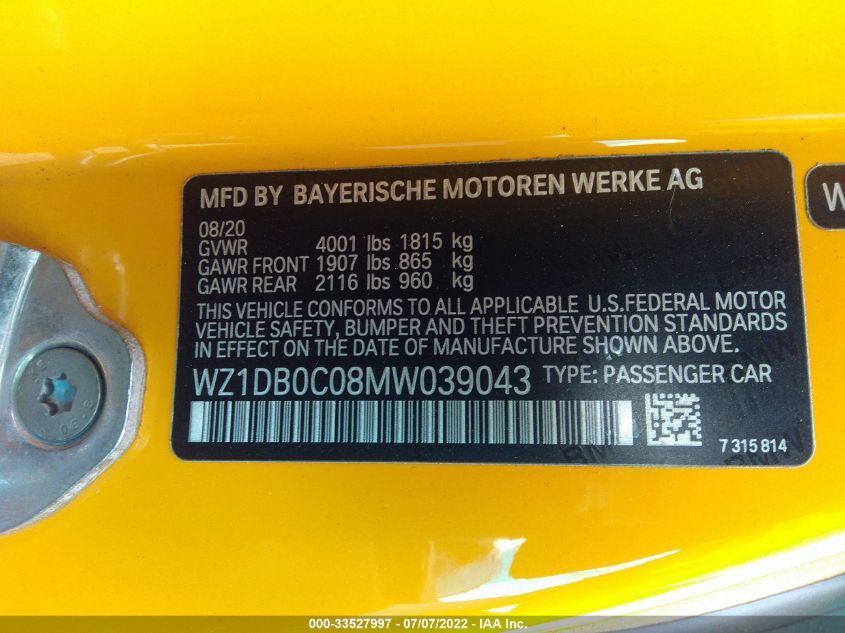 MFD BY BAYERISCHE MOTOREN WERKE AG
08/20
GVWR 4001 lbs 1815 kg
GAWR FRONT 1907 lbs 865 kg
GAWR REAR 2116 lbs 960 kg
THIS VEHICLE CONFORMS TO ALL APPLICABLE U.S.FEDERAL MOTOR
VEHICLE SAFETY, BUMPER AND THEFT PREVENTION STANDARDS
IN EFFECT ON THE DATE OF MANUFACTURE SHOWN ABOVE.
WZ1DB0C08MW039043 TYPE: PASSENGER CAR
7315814
W
BMW
000-33527997 - 07/07/2022 - IAA Inc.